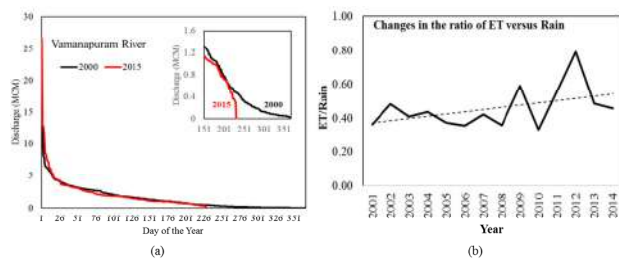 30
25
20
15
10
5
0
Discharge (MCM)
Vamanapuram River
2000
2015
1.6
1.2
0.8
0.4
0
Discharge (MCM)
2015
2000
151 201 251 301 351
1 26 51 76 101 126 151 176 201 226 251 276 301 331
Day of the Year
(a)
Changes in the ratio of ET versus Rain
1.00
0.80
0.60
0.40
0.20
0.00
ET/Rain
2001 2002 2003 2004 2005 2006 2007 2008 2009 2010 2011 2012 2013 2014
Year
(b)